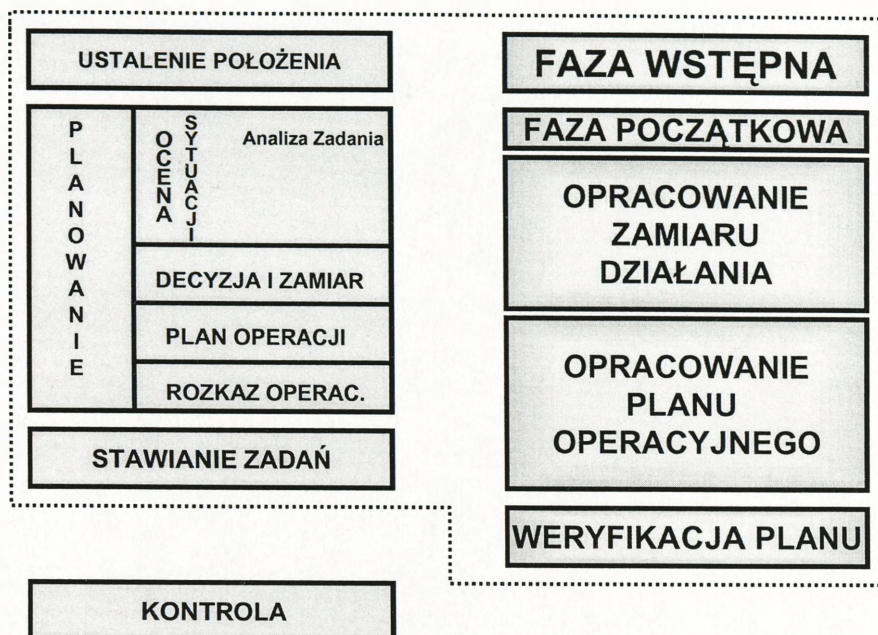 USTALENIE POŁOŻENIA
PLANOWANIE
OCENA
SYTUACJI
Analiza Zadania
DECYZJA I ZAMIAR
PLAN OPERACJI
ROZKAZ OPERAC.
STAWIANIE ZADAŃ
KONTROLA
FAZA WSTĘPNA
FAZA POCZĄTKOWA
OPRACOWANIE
ZAMIARU
DZIAŁANIA
OPRACOWANIE
PLANU
OPERACYJNEGO
WERYFIKACJA PLANU